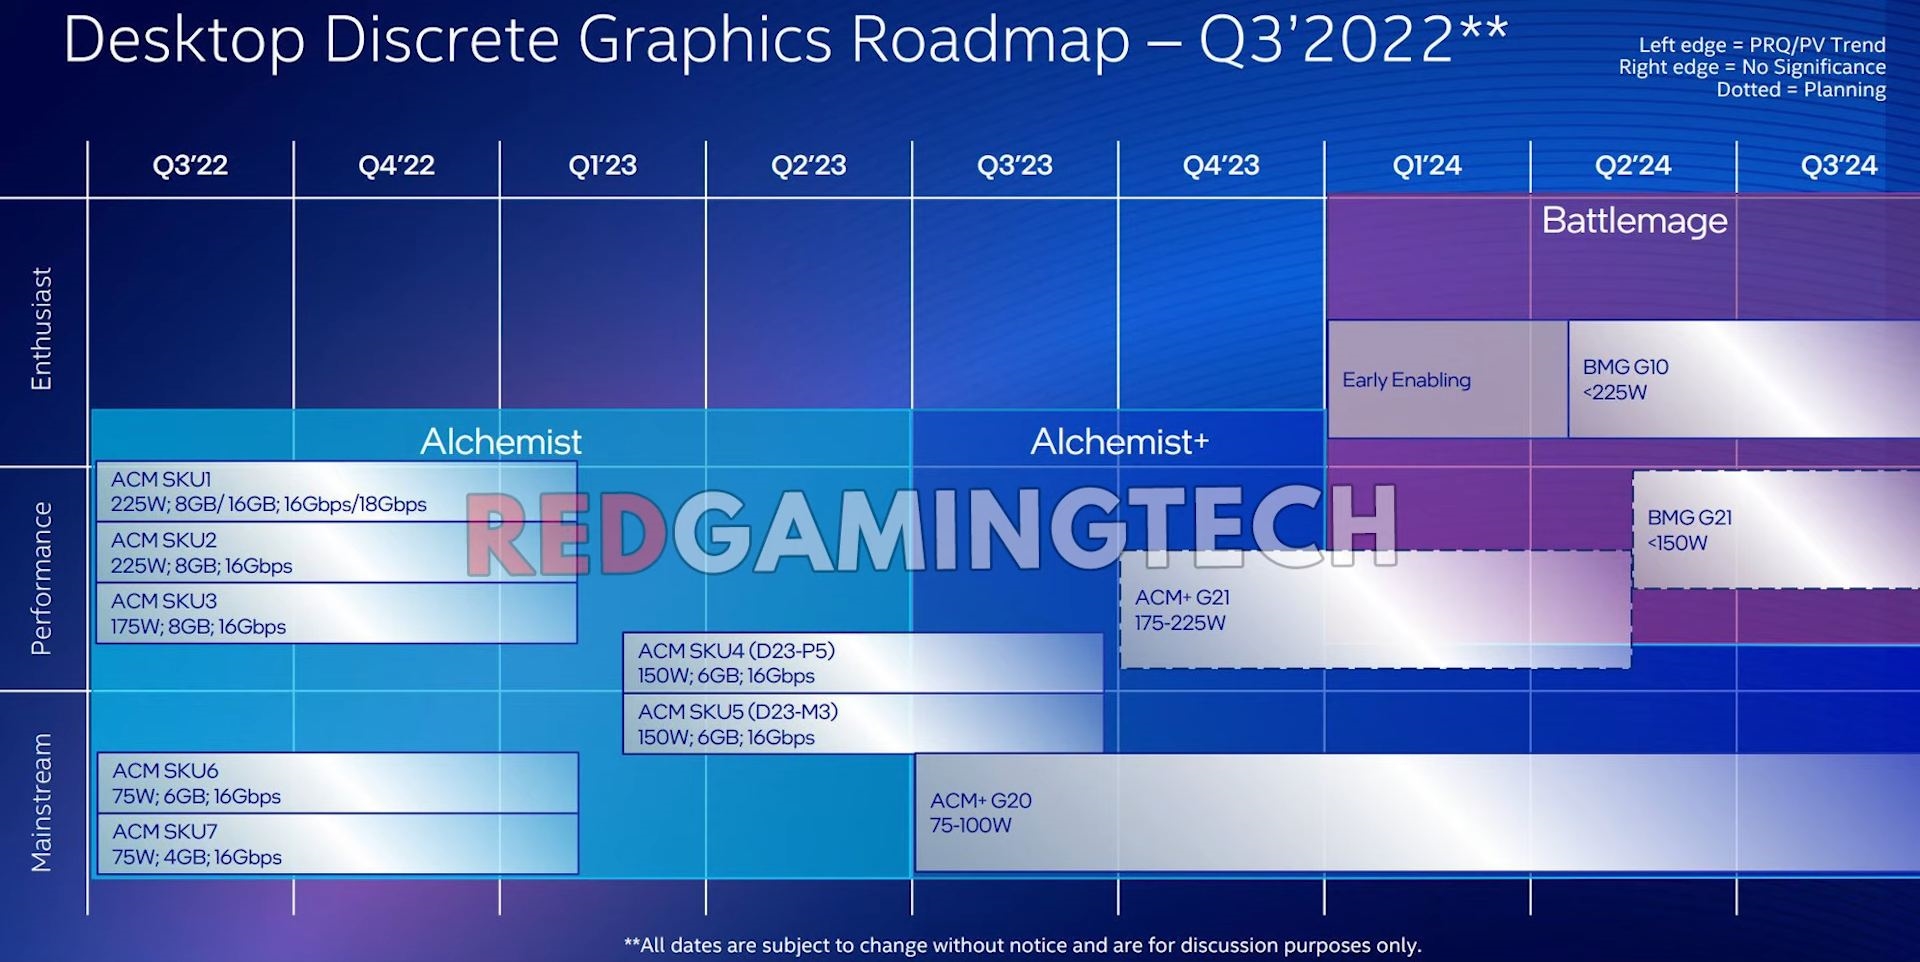 Desktop Discrete Graphics Roadmap – Q3’2022**
Left edge = PRQ/PV Trend
Right edge = No Significance
Dotted = Planning
Q3’22 Q4’22 Q1’23 Q2’23 Q3’23 Q4’23 Q1’24 Q2’24 Q3’24
Enthusiast
Battlemage
Early Enabling
BMG G10
<225W
Alchemist
Alchemist+
Performance
ACM SKU1
225W; 8GB/ 16GB; 16Gbps/18Gbps
ACM SKU2
225W; 8GB; 16Gbps
ACM SKU3
175W; 8GB; 16Gbps
REDGAMINGTECH
BMG G21
<150W
ACM+ G21
175-225W
ACM SKU4 (D23-P5)
150W; 6GB; 16Gbps
ACM SKU5 (D23-M3)
150W; 6GB; 16Gbps
Mainstream
ACM SKU6
75W; 6GB; 16Gbps
ACM SKU7
75W; 4GB; 16Gbps
ACM+ G20
75-100W
**All dates are subject to change without notice and are for discussion purposes only.